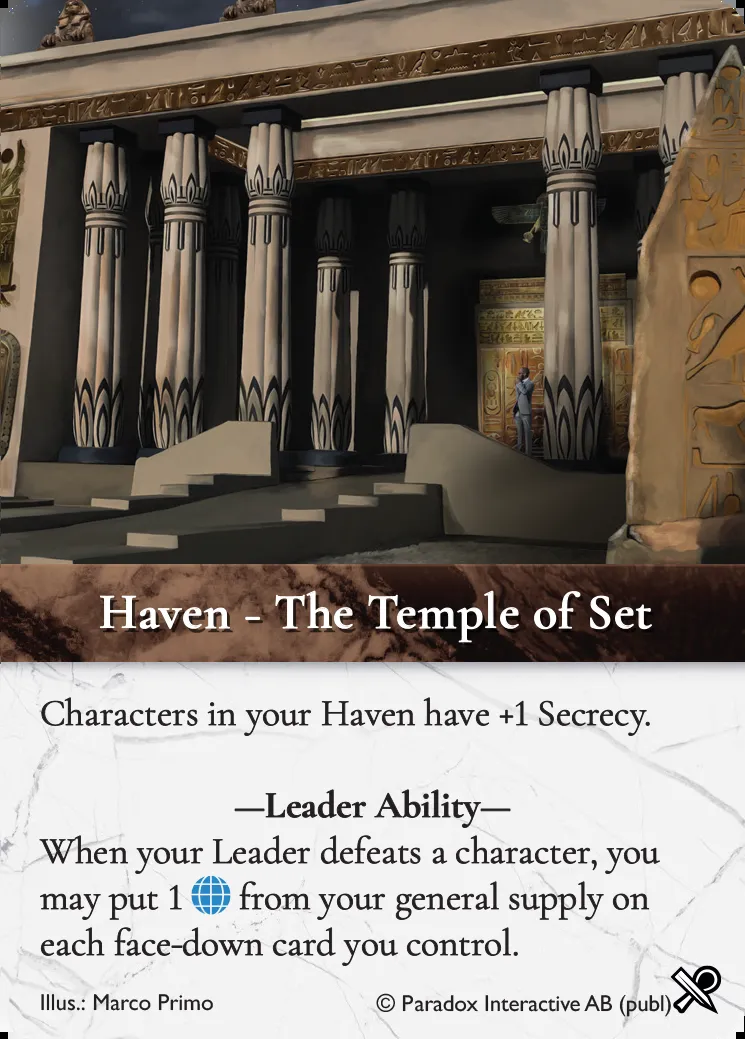 Haven - The Temple of Set
Characters in your Haven have +1 Secrecy.
—Leader Ability—
When your Leader defeats a character, you
may put 1 from your general supply on
each face-down card you control.
Illus.: Marco Primo © Paradox Interactive AB (publ)